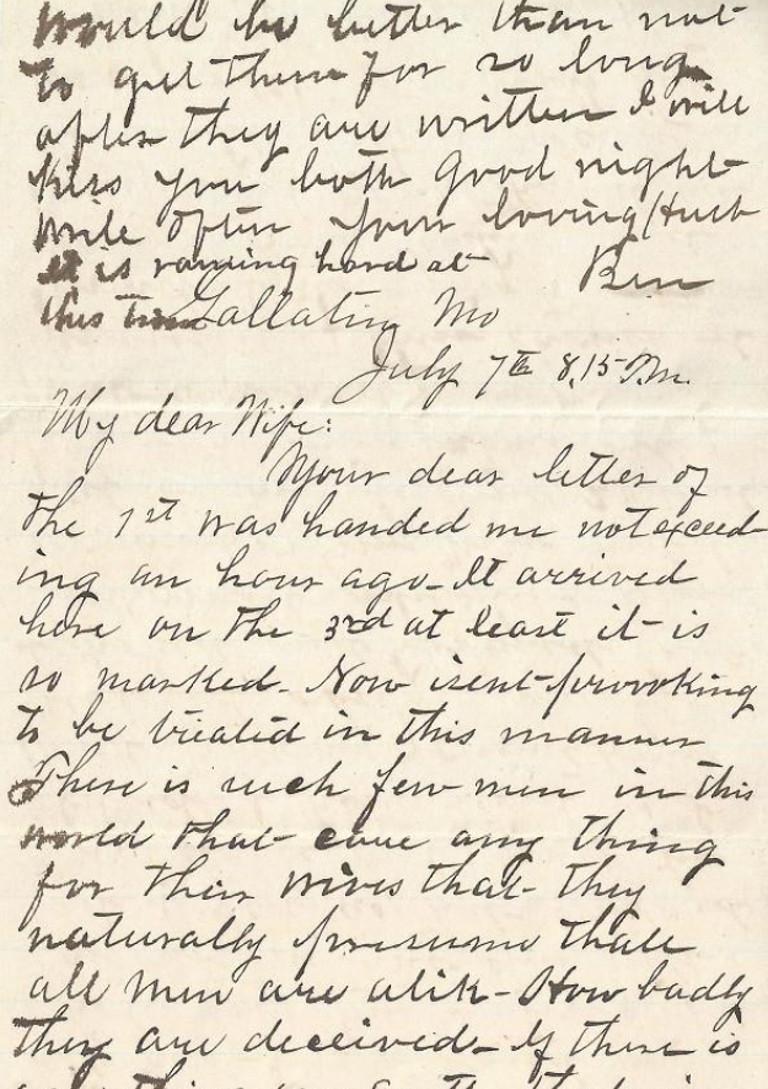 would be better than not
to get them for so long
after they are written I will
kiss you both good night
write often your loving Hub
it is raining hard at Ben
this time Gallatin Mo
July 7th 8,15 P.m.
My dear Wife:
Your dear letter of
the 1st was handed me not exceed-
ing an hour ago - It arrived
here on the 3rd at least it is
so marked - Now isent provoking
to be treated in this manner
There is such few men in this
world that care any thing
for their wives that they
naturally presume that
all men are alik - How badly
they are deceived - If there is